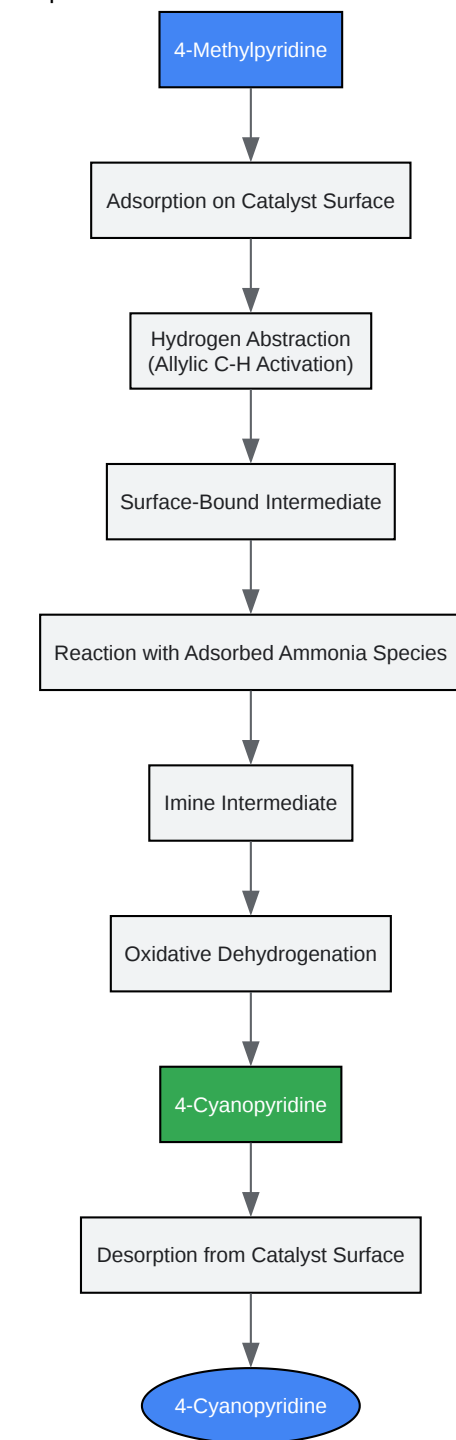 4-Methylpyridine
Adsorption on Catalyst Surface
Hydrogen Abstraction
(Allylic C-H Activation)
Surface-Bound Intermediate
Reaction with Adsorbed Ammonia Species
Imine Intermediate
Oxidative Dehydrogenation
4-Cyanopyridine
Desorption from Catalyst Surface
4-Cyanopyridine